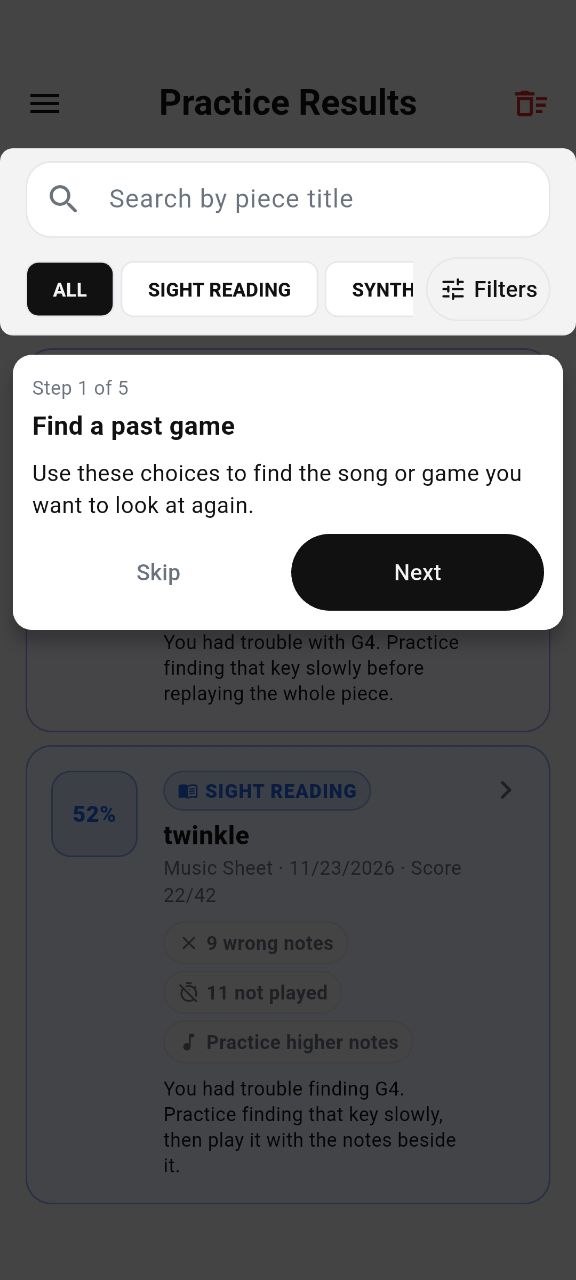 Practice Results
Search by piece title
ALL
SIGHT READING
SYNTH
Filters
Step 1 of 5
Find a past game
Use these choices to find the song or game you
want to look at again.
Skip
Next
You had trouble with G4. Practice
finding that key slowly before
replaying the whole piece.
52%
SIGHT READING
twinkle
Music Sheet · 11/23/2026 · Score
22/42
9 wrong notes
11 not played
Practice higher notes
You had trouble finding G4.
Practice finding that key slowly,
then play it with the notes beside
it.